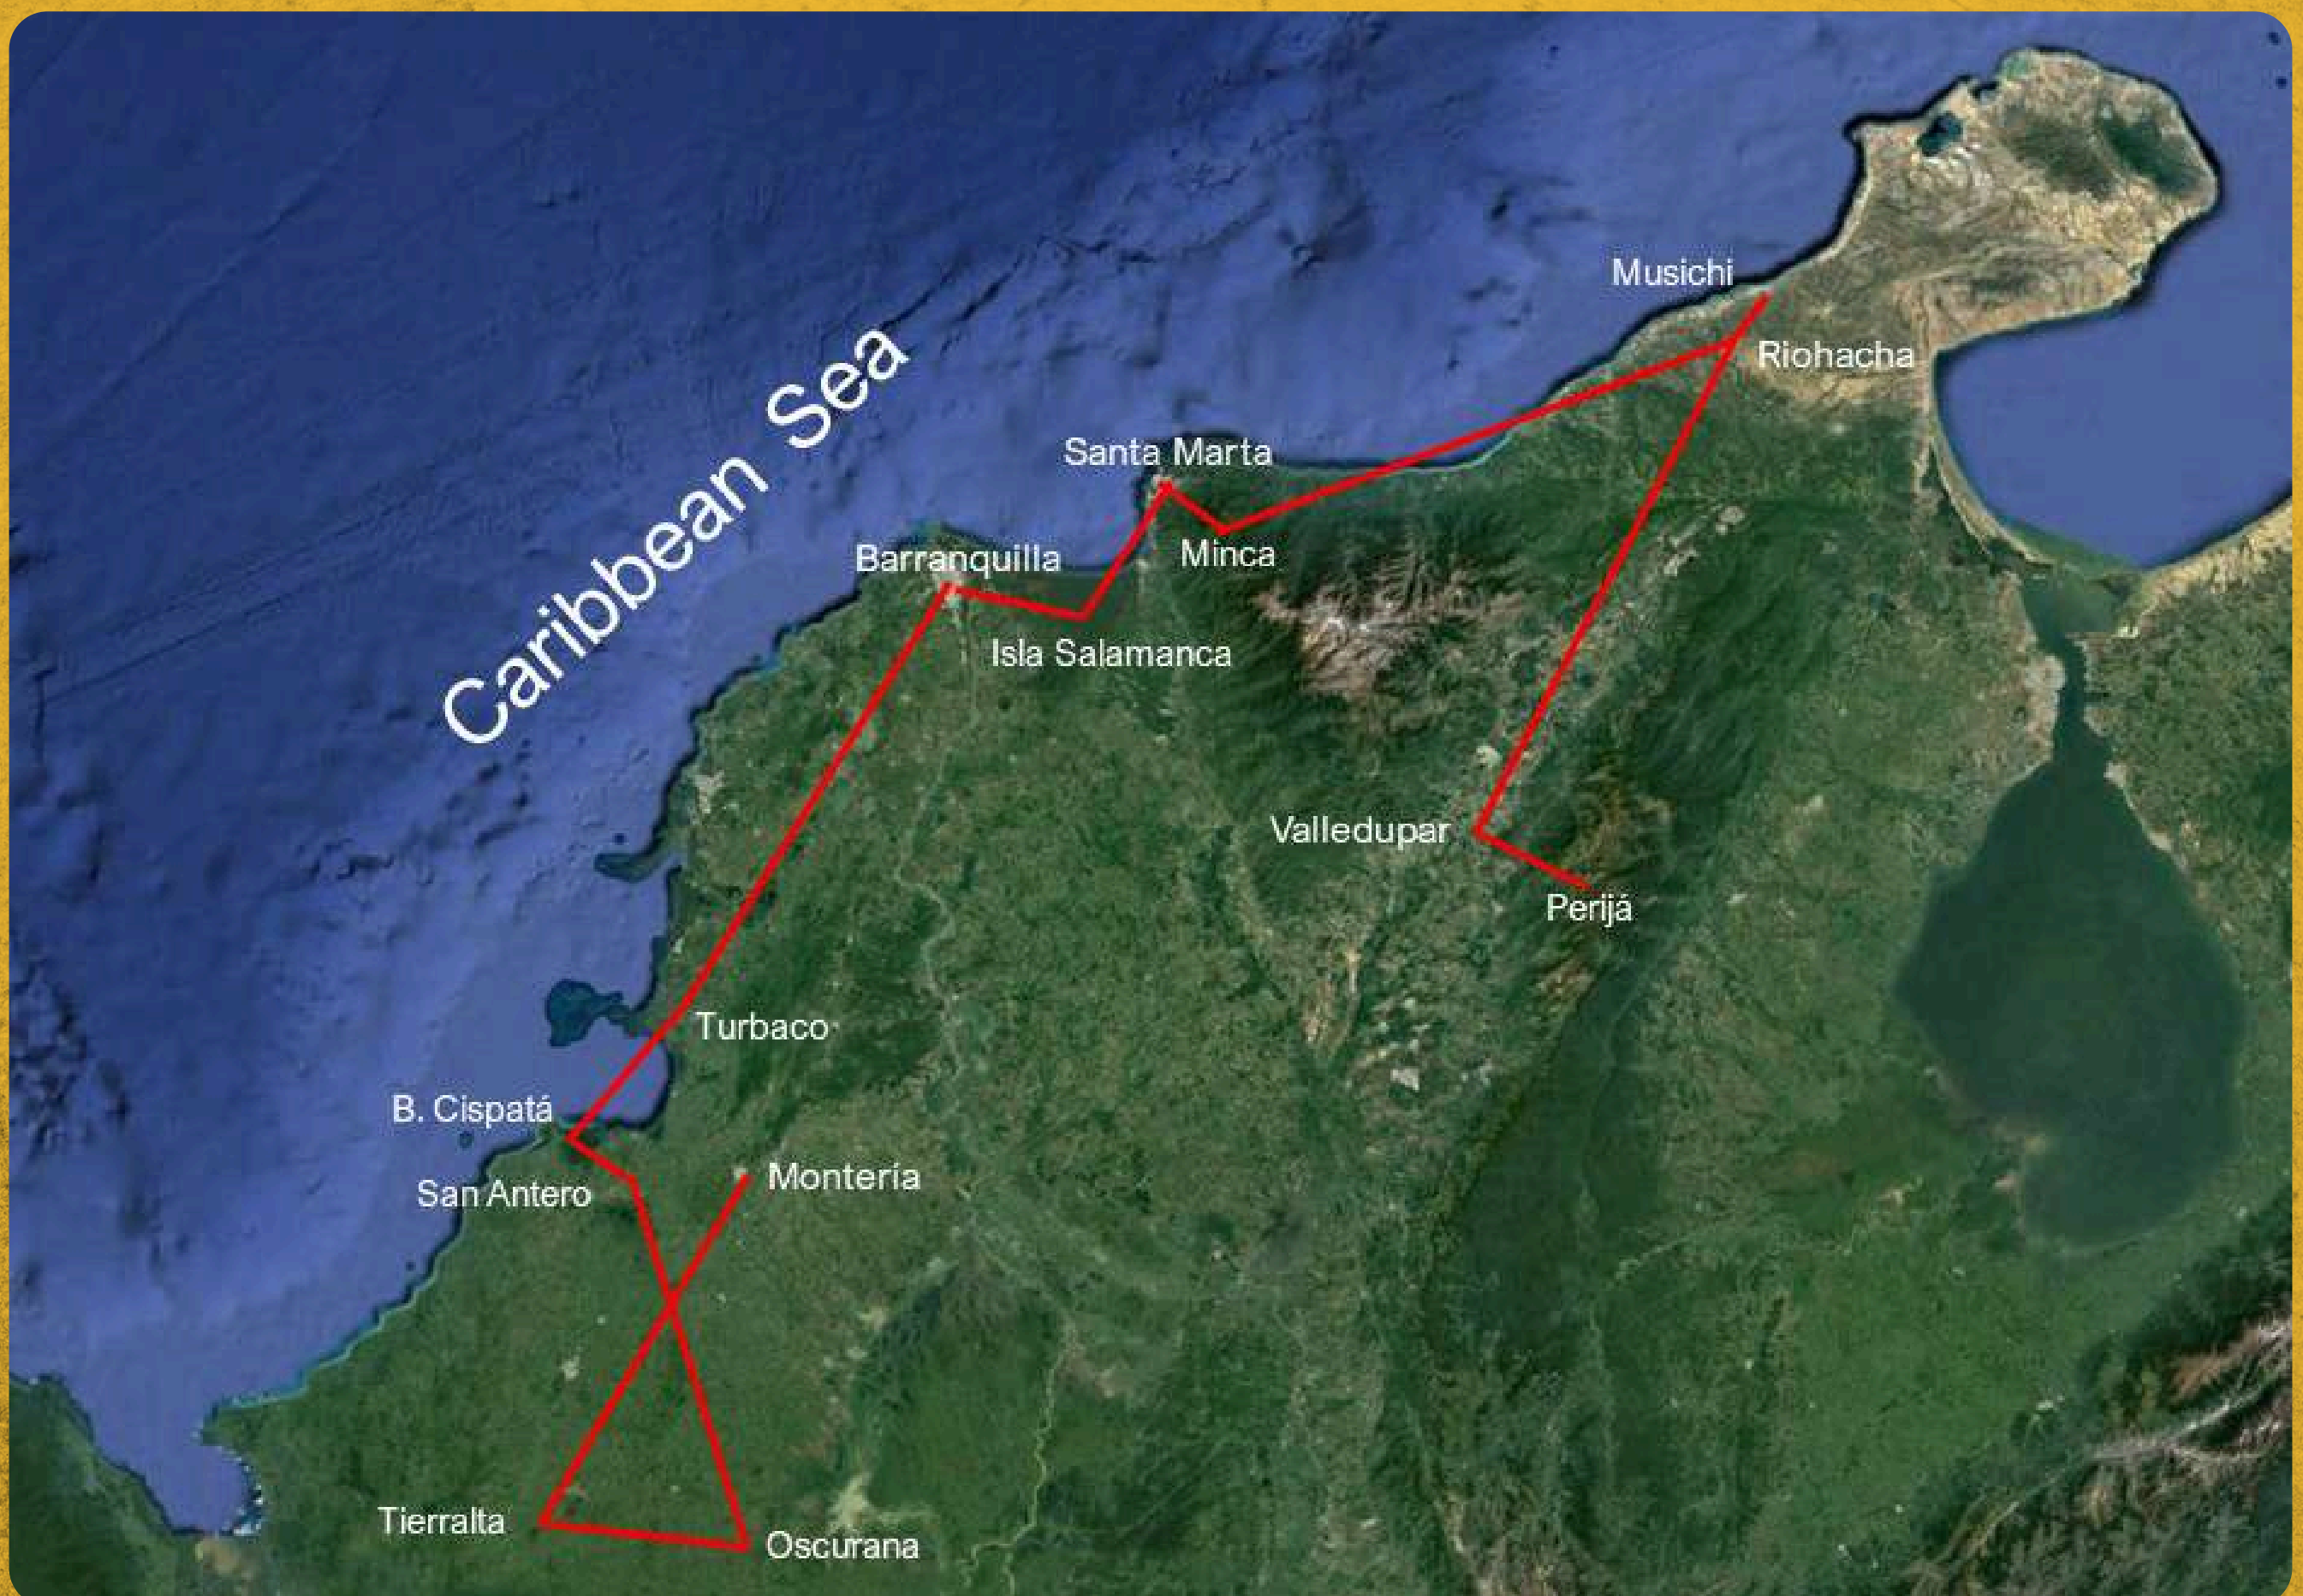 Musichi
Riohacha
Caribbean Sea
Santa Marta
Barranquilla
Minca
Isla Salamanca
Valledupar
Perijá
Turbaco
B. Cispatá
Montería
San Antero
Tierralta
Oscurana